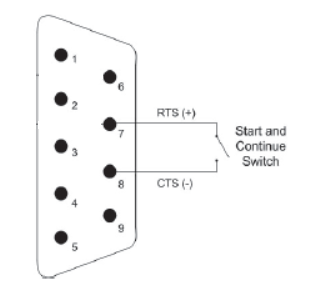 1
6
2
RTS (+)
7
Start and
Continue
Switch
3
8
CTS (-)
4
9
5